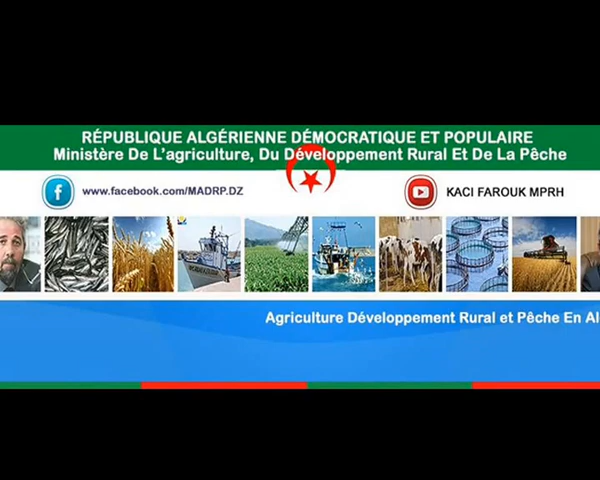 RÉPUBLIQUE ALGÉRIENNE DÉMOCRATIQUE ET POPULAIRE
Ministère De L'agriculture, Du Développement Rural Et De La Pêche
www.facebook.com/MADRP.DZ
KACI FAROUK MPRH
Agriculture Développement Rural et Pêche En Al